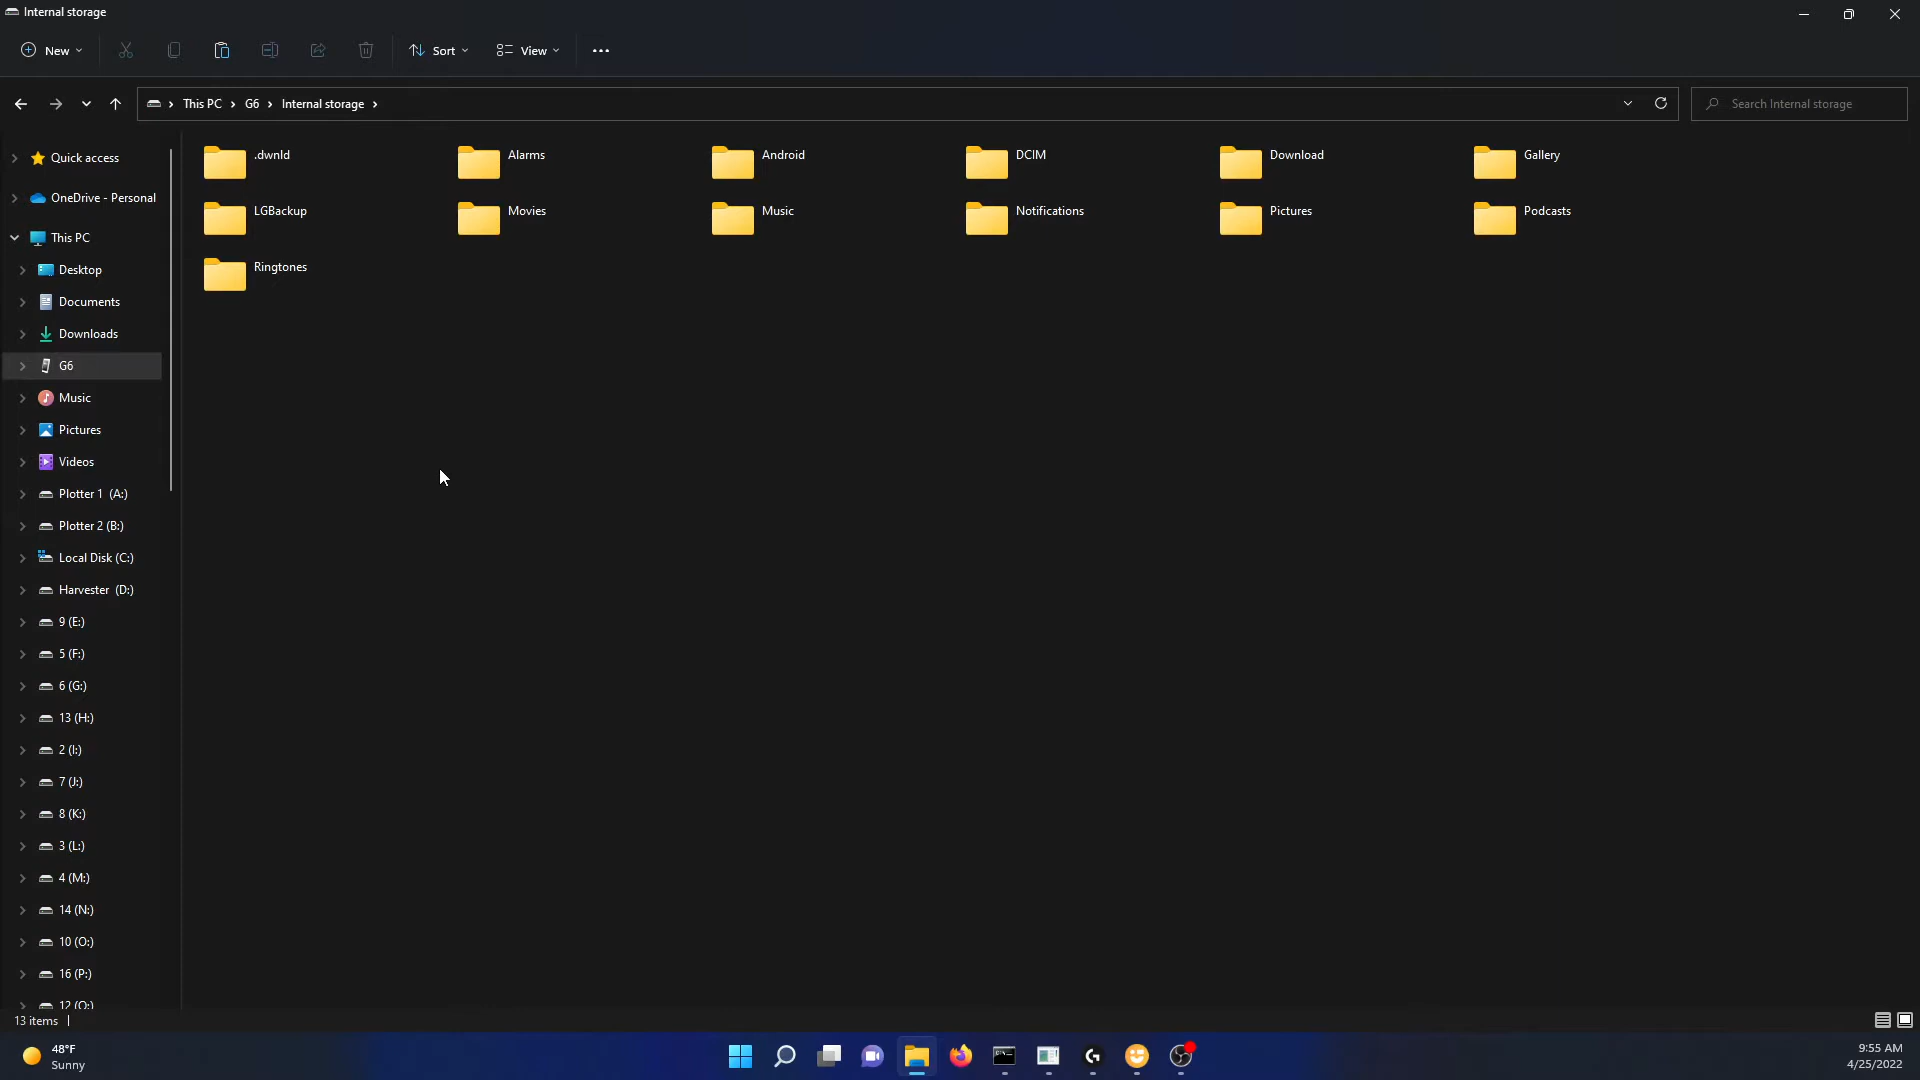 Internal storage
New
Sort
View
This PC
G6
Internal storage
Search Internal storage
Quick access
OneDrive - Personal
This PC
Desktop
Documents
Downloads
G6
Music
Pictures
Videos
Plotter 1 (A:)
Plotter 2 (B:)
Local Disk (C:)
Harvester (D:)
9 (E:)
5 (F:)
6 (G:)
13 (H:)
2 (I:)
7 (J:)
8 (K:)
3 (L:)
4 (M:)
14 (N:)
10 (O:)
16 (P:)
12 (Q:)
.dwnld
Alarms
Android
DCIM
Download
Gallery
LGBackup
Movies
Music
Notifications
Pictures
Podcasts
Ringtones
13 items
48°F
Sunny
9:55 AM
4/25/2022